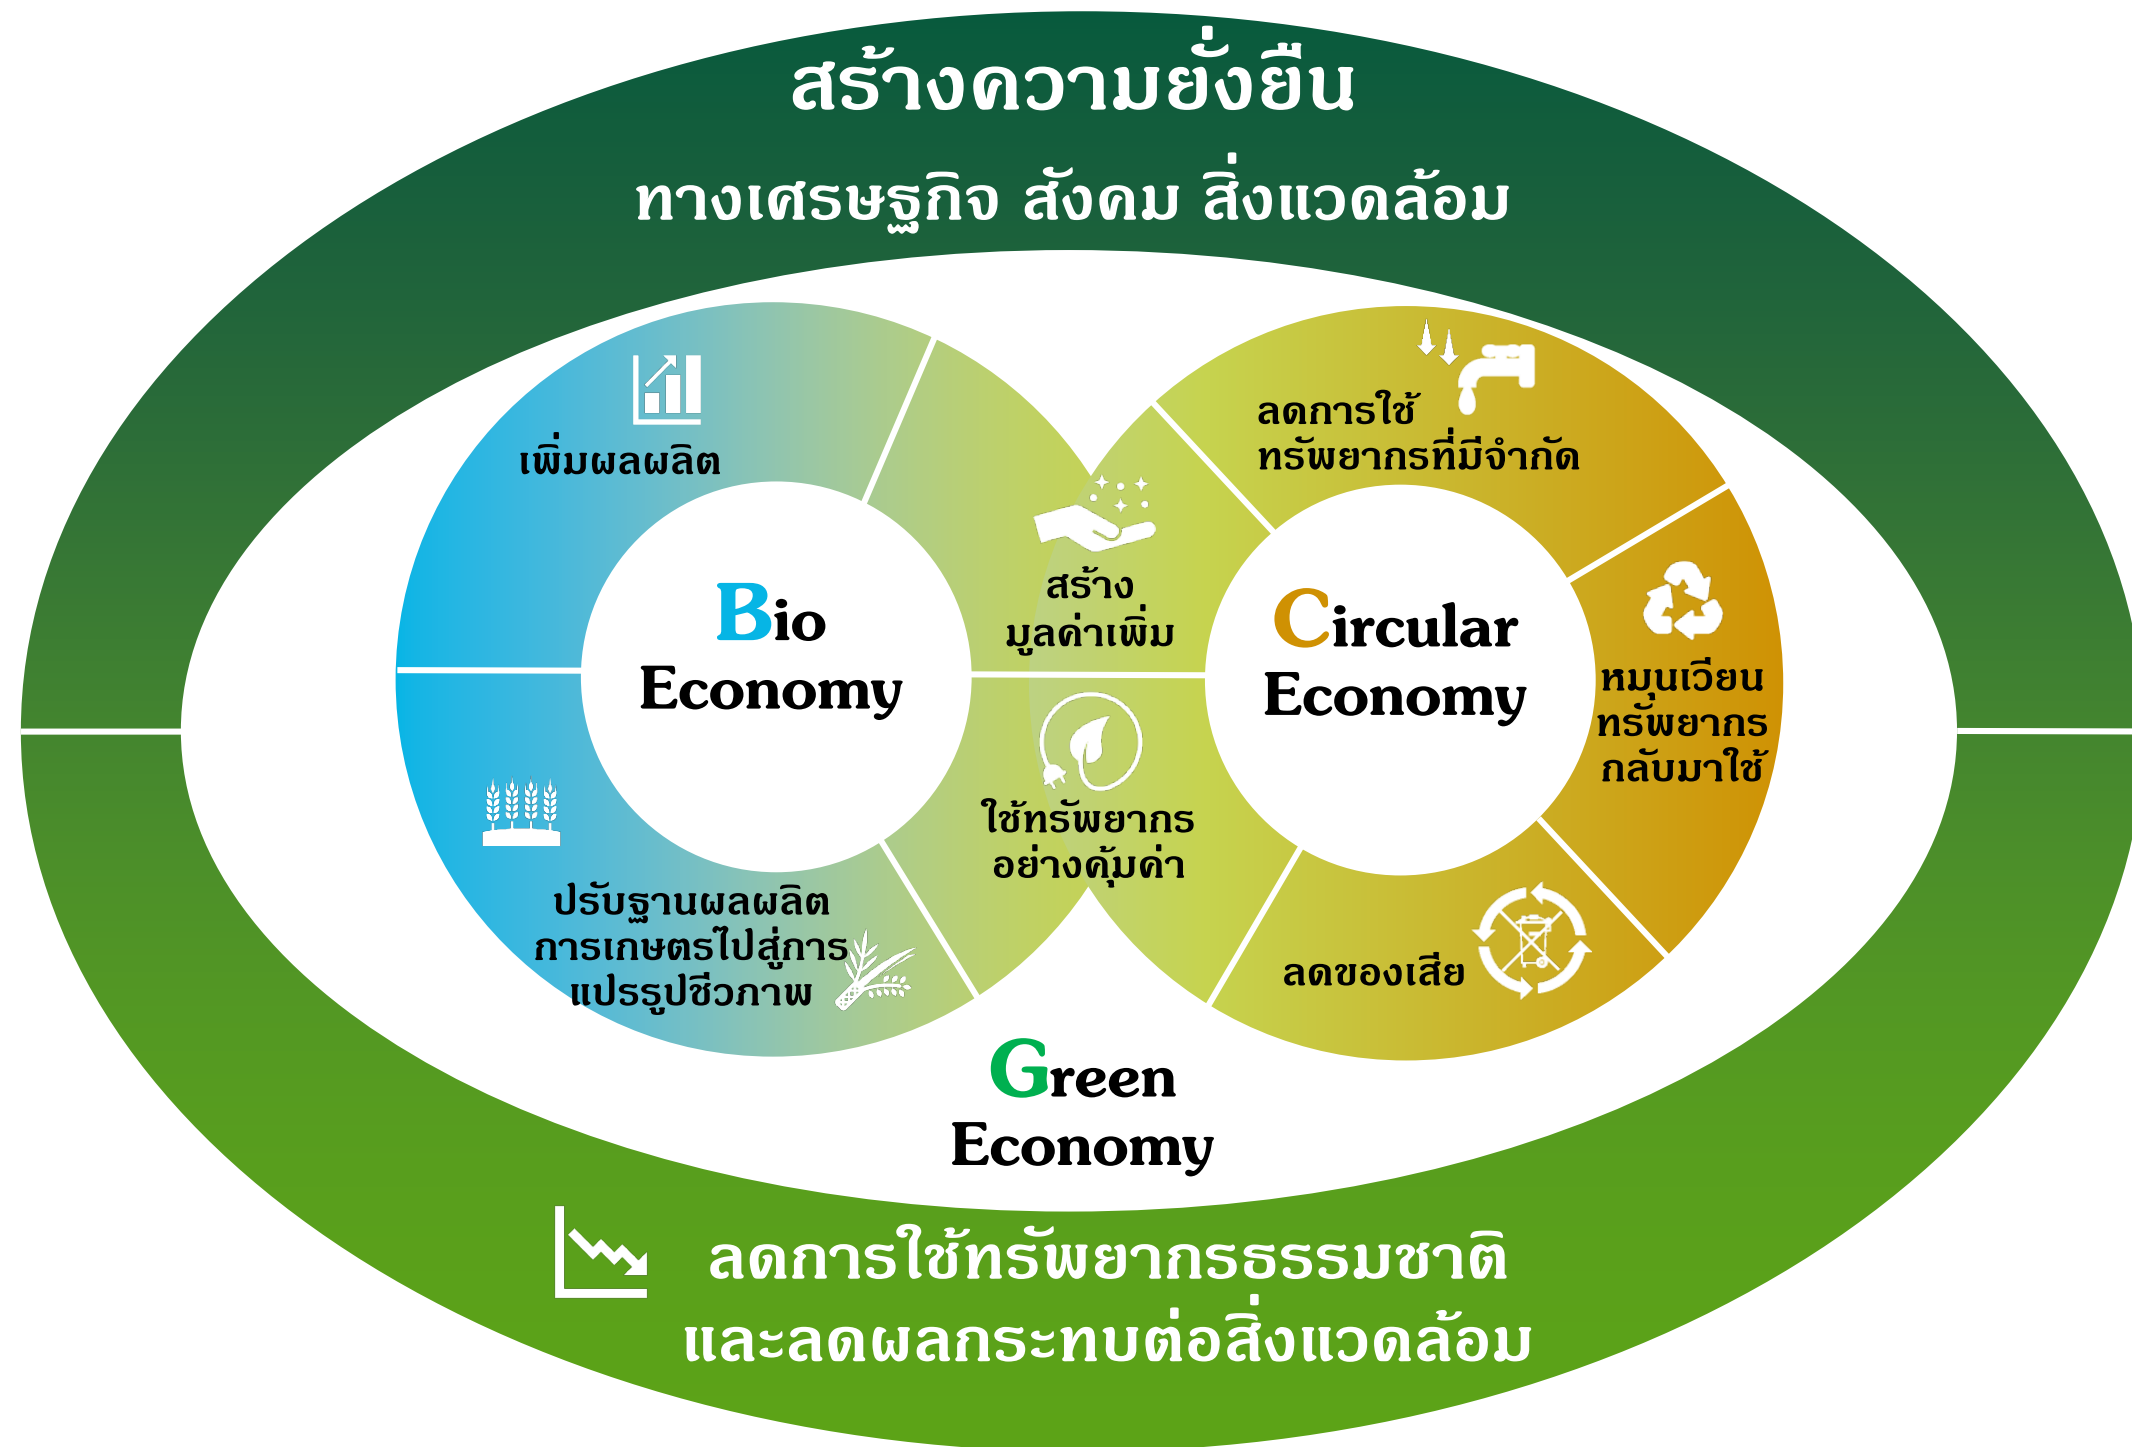 สร้างความยั่งยืน
ทางเศรษฐกิจ สังคม สิ่งแวดล้อม
เพิ่มผลผลิต
Bio
Economy
ปรับฐานผลผลิต
การเกษตรไปสู่การ
แปรรูปชีวภาพ
สร้าง
มูลค่าเพิ่ม
ใช้ทรัพยากร
อย่างคุ้มค่า
ลดการใช้
ทรัพยากรที่มีจำกัด
Circular
Economy
หมุนเวียน
ทรัพยากร
กลับมาใช้
ลดของเสีย
Green
Economy
ลดการใช้ทรัพยากรธรรมชาติ
และลดผลกระทบต่อสิ่งแวดล้อม